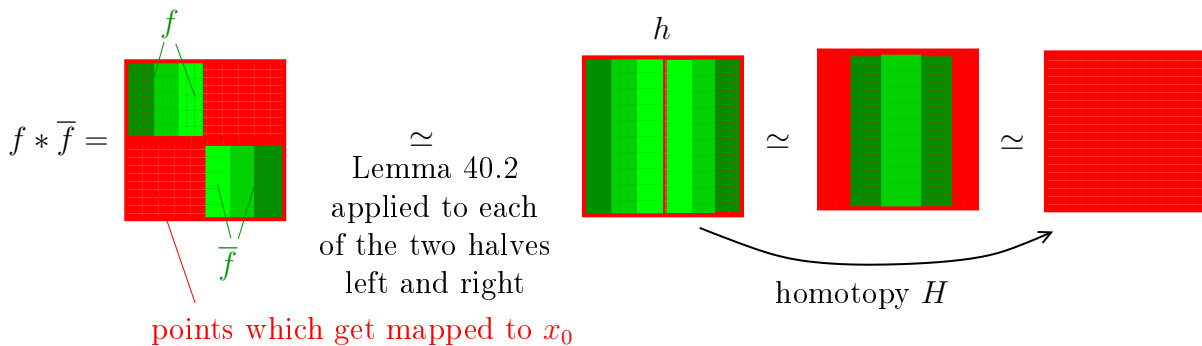 f
h
f ∗ f̅ =
≃
≃
≃
Lemma 40.2
applied to each
of the two halves
left and right
f̅
homotopy H
points which get mapped to x₀